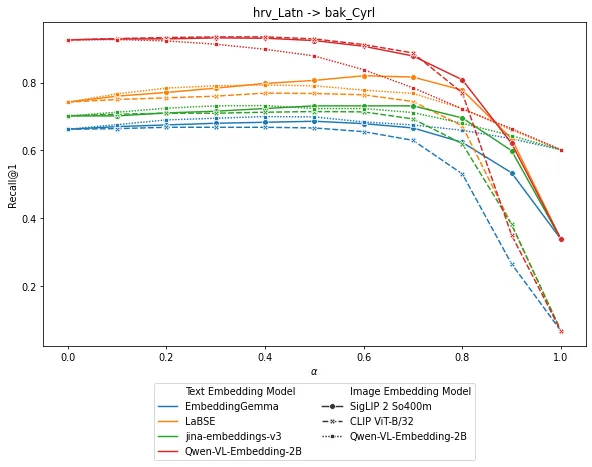 hrv_Latn -> bak_Cyrl
Recall@1
0.8
0.6
0.4
0.2
0.0 0.2 0.4 0.6 0.8 1.0
α
Text Embedding Model Image Embedding Model
EmbeddingGemma SigLIP 2 So400m
LaBSE CLIP ViT-B/32
jina-embeddings-v3 Qwen-VL-Embedding-2B
Qwen-VL-Embedding-2B